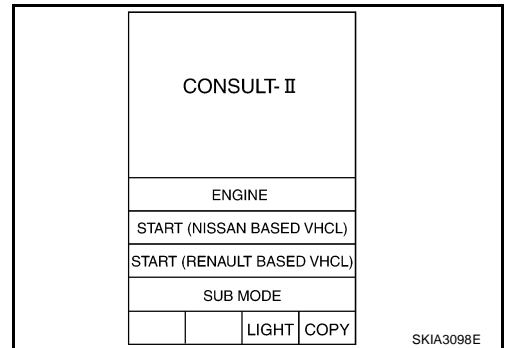 CONSULT-II
ENGINE
START (NISSAN BASED VHCL)
START (RENAULT BASED VHCL)
SUB MODE
LIGHT COPY
SKIA3098E